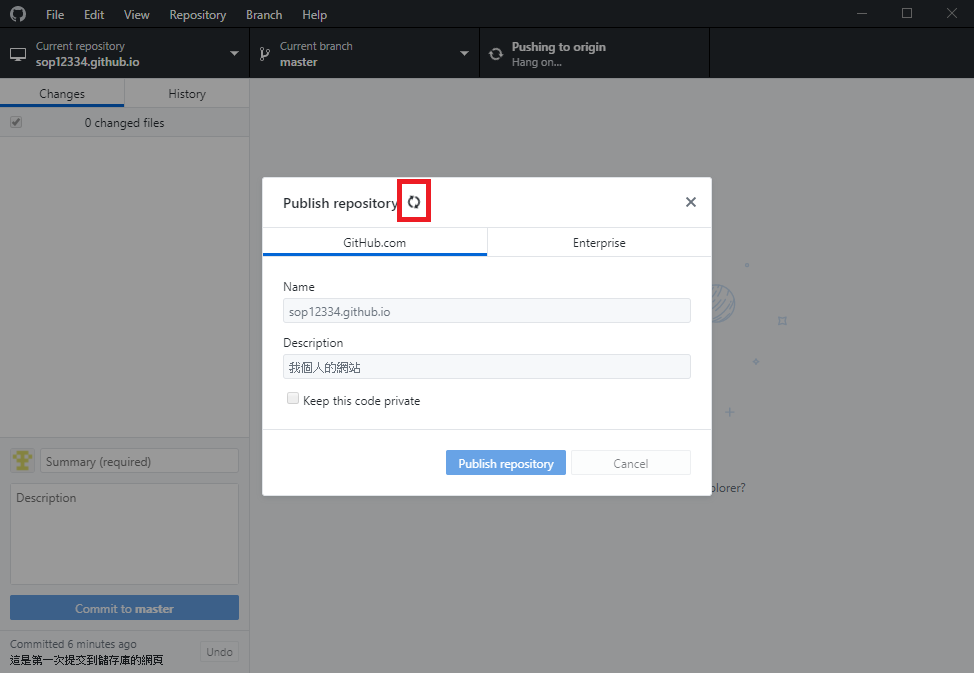 File Edit View Repository Branch Help
Current repository
sop12334.github.io
Current branch
master
Pushing to origin
Hang on...
Changes History
0 changed files
Publish repository
GitHub.com Enterprise
Name
sop12334.github.io
Description
我個人的網站
Keep this code private
Publish repository Cancel
plorer?
Summary (required)
Description
Commit to master
Committed 6 minutes ago
這是第一次提交到儲存庫的網頁
Undo